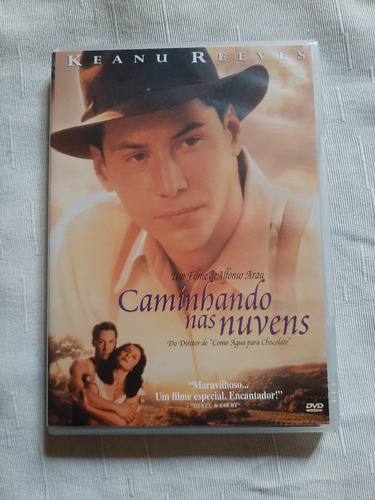 KEANU REEVES
Um Filme de Alfonso Arau
Caminhando
nas nuvens
Do Diretor de "Como Água para Chocolate"
"Maravilhoso...
Um filme especial. Encantador!"
- "SISKEL & EBERT"
DVD